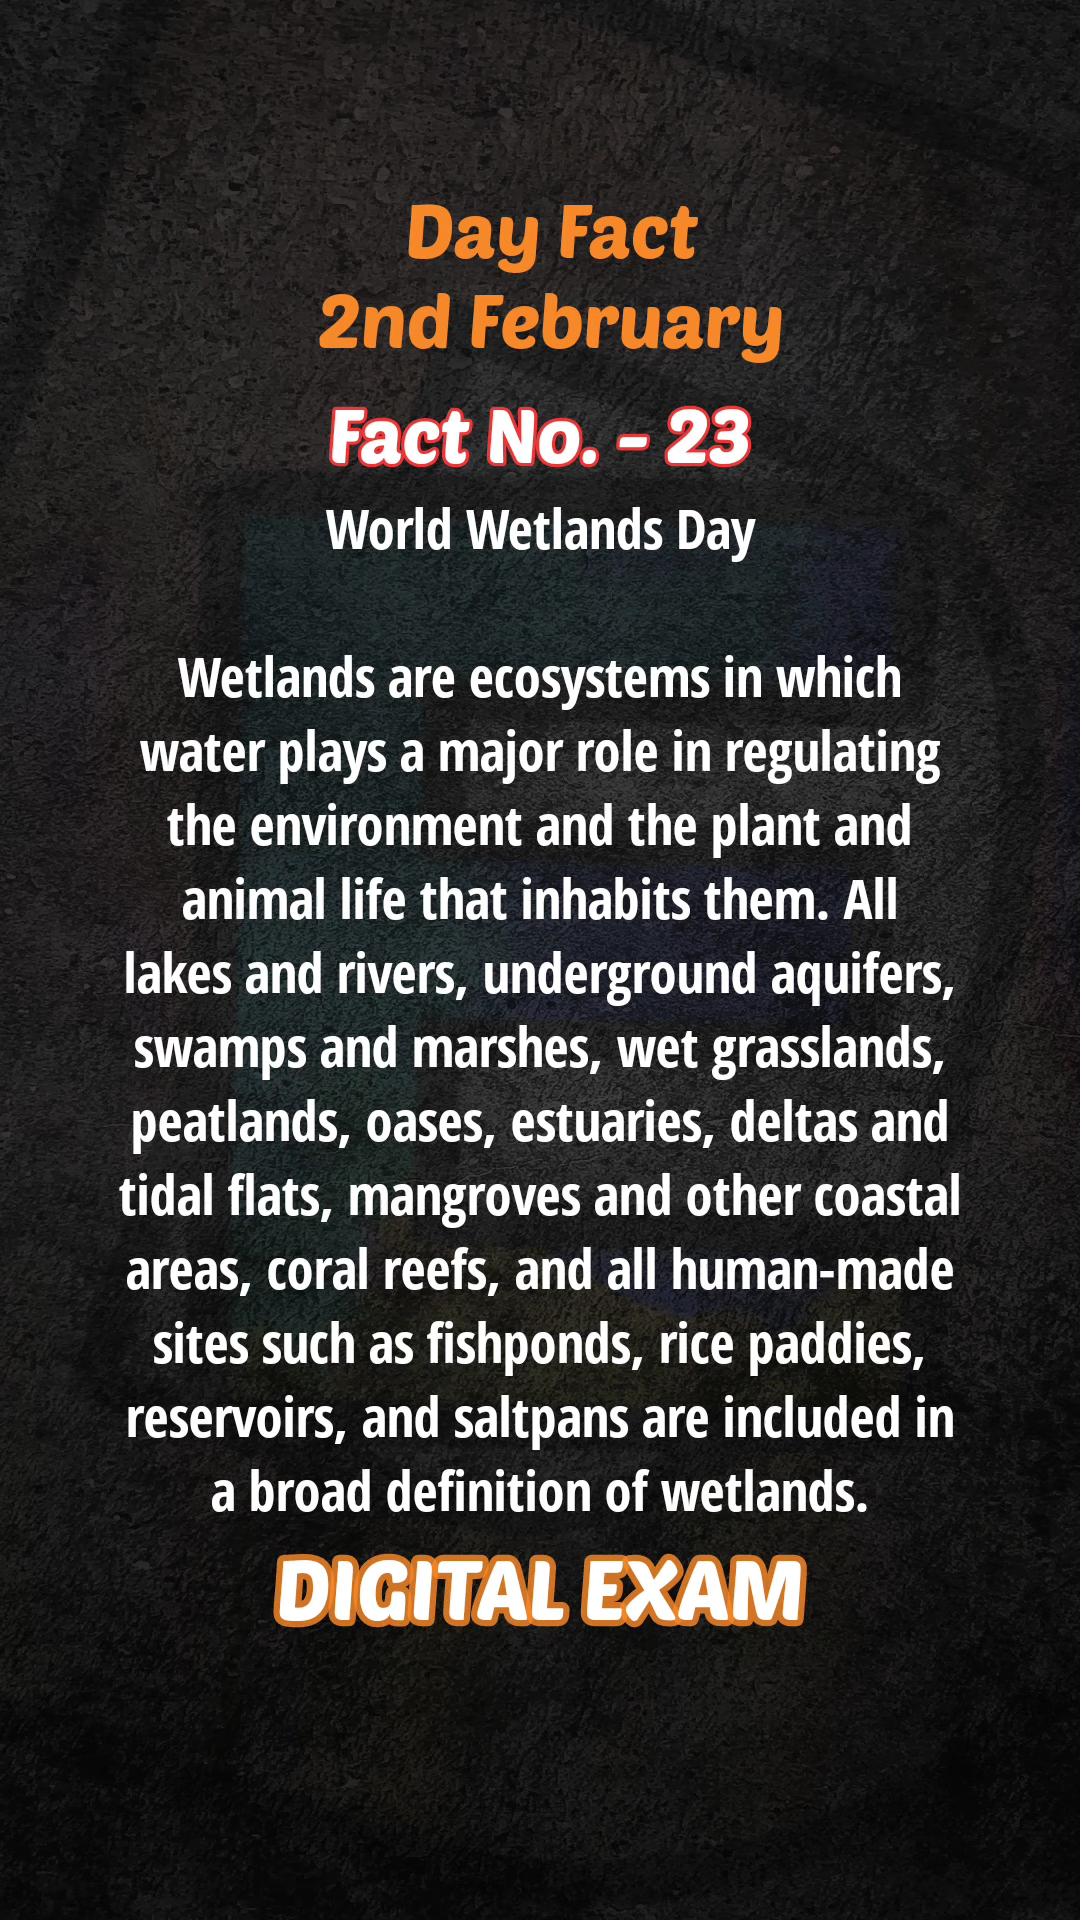 Day Fact
2nd February
Fact No. - 23
World Wetlands Day
Wetlands are ecosystems in which
water plays a major role in regulating
the environment and the plant and
animal life that inhabits them. All
lakes and rivers, underground aquifers,
swamps and marshes, wet grasslands,
peatlands, oases, estuaries, deltas and
tidal flats, mangroves and other coastal
areas, coral reefs, and all human-made
sites such as fishponds, rice paddies,
reservoirs, and saltpans are included in
a broad definition of wetlands.
DIGITAL EXAM